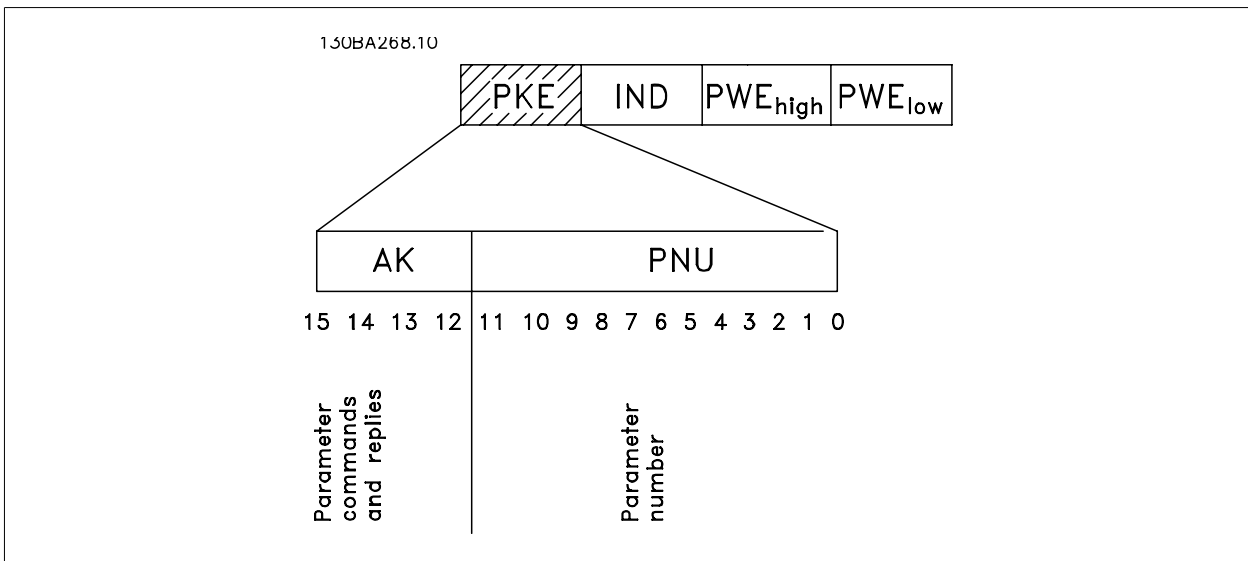 130BA268.10
PKE IND PWEhigh PWElow
AK PNU
15 14 13 12 11 10 9 8 7 6 5 4 3 2 1 0
Parameter
commands
and replies
Parameter
number